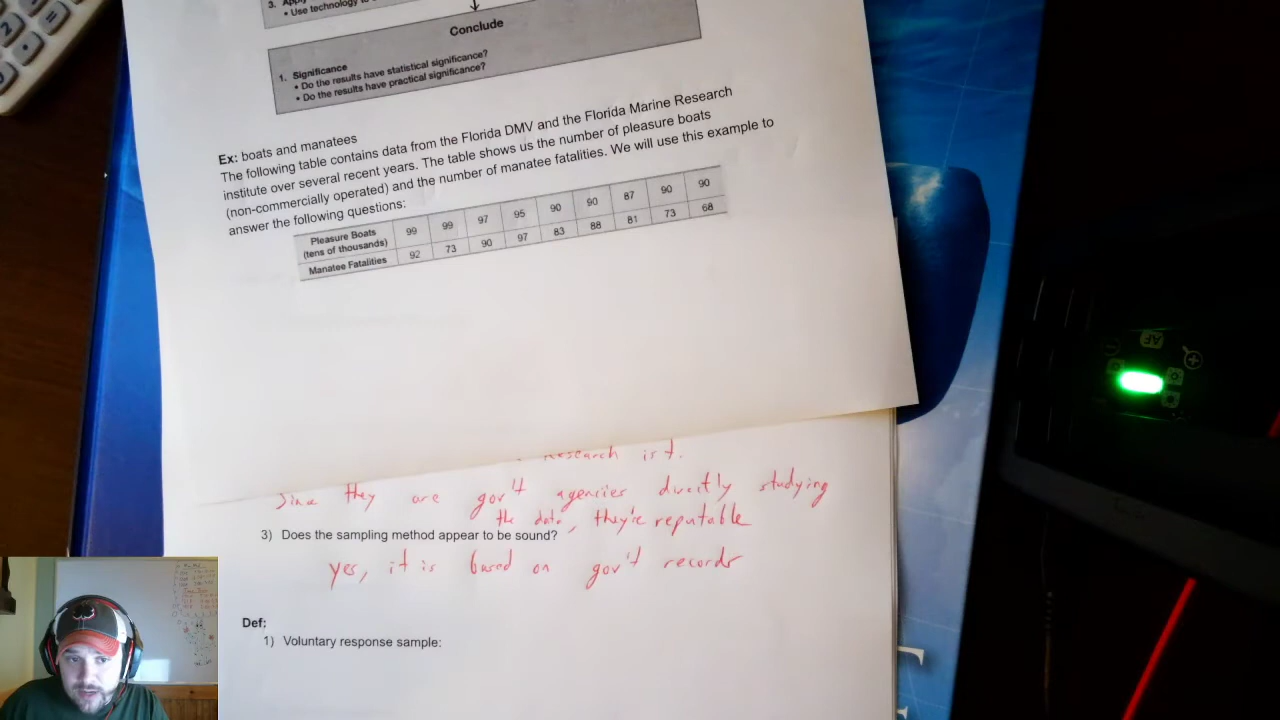 3. Apply
• Use technology to
Conclude
1. Significance
• Do the results have statistical significance?
• Do the results have practical significance?
Ex: boats and manatees
The following table contains data from the Florida DMV and the Florida Marine Research
institute over several recent years. The table shows us the number of pleasure boats
(non-commercially operated) and the number of manatee fatalities. We will use this example to
answer the following questions:
Pleasure Boats
(tens of thousands) 99 99 97 95 90 90 87 90 90
Manatee Fatalities 92 73 90 97 83 88 81 73 68
research ist.
Since they are gov't agencies directly studying
the data, they're reputable
3) Does the sampling method appear to be sound?
yes, it is based on gov't records
Def:
1) Voluntary response sample:
AF